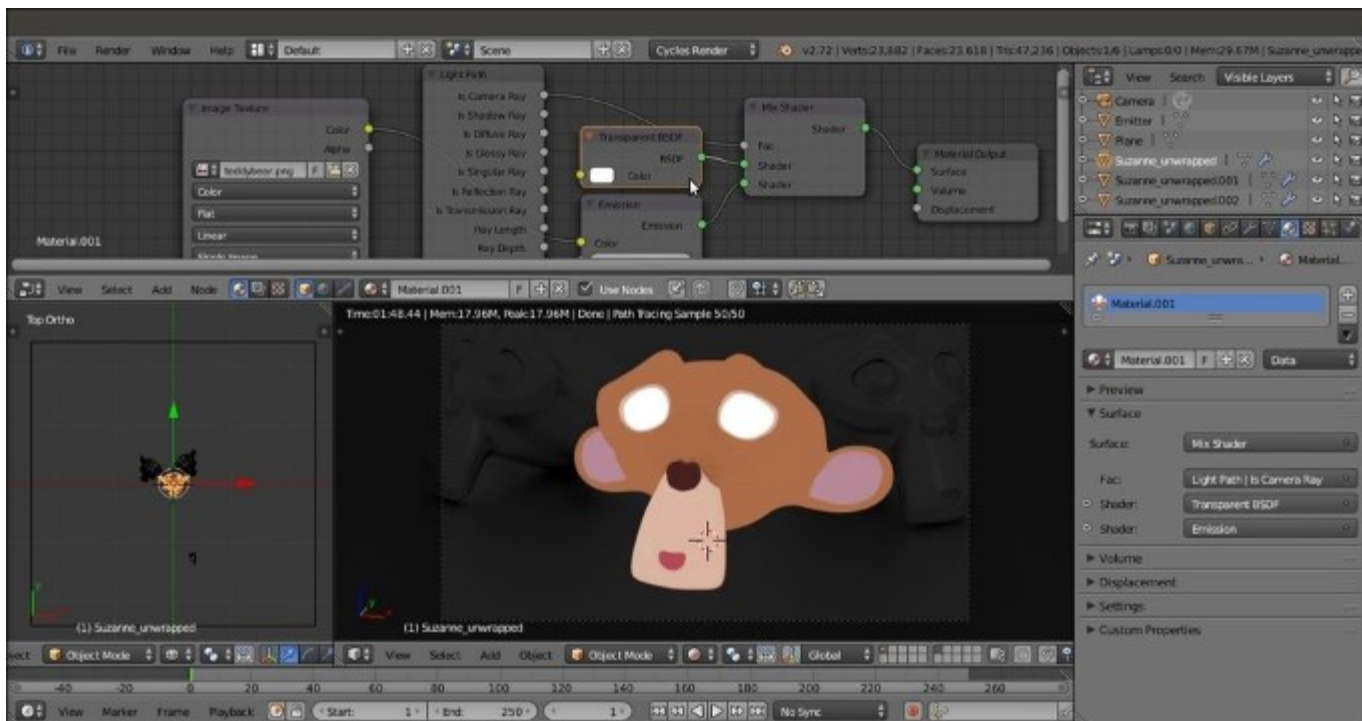 File Render Window Help Default Scene Cycles Render v2.72 | Verts:23,882 | Faces:23,618 | Tris:47,236 | Objects:1/6 | Lamps:0/0 | Mem:29.67M | Suzanne_unwrappe
Light Path
Is Camera Ray
Is Shadow Ray
Is Diffuse Ray
Is Glossy Ray
Is Singular Ray
Is Reflection Ray
Is Transmission Ray
Ray Length
Ray Depth
Image Texture
Color
Alpha
teddybear.png F
Color
Flat
Linear
Single Image
Transparent BSDF
BSDF
Color
Emission
Emission
Color
Mix Shader
Shader
Fac
Shader
Shader
Material Output
Surface
Volume
Displacement
Material.001
View Search Visible Layers
Camera
Emitter
Plane
Suzanne_unwrapped
Suzanne_unwrapped.001
Suzanne_unwrapped.002
View Select Add Node Material.001 F Use Nodes
Suzanne_unwra... Material....
Material.001
Material.001 F Data
Preview
Surface
Surface: Mix Shader
Fac: Light Path | Is Camera Ray
Shader: Transparent BSDF
Shader: Emission
Volume
Displacement
Settings
Custom Properties
Top Ortho
y
(1) Suzanne_unwrapped
Time:01:48.44 | Mem:17.96M, Peak:17.96M | Done | Path Tracing Sample 50/50
y
(1) Suzanne_unwrapped
ect Object Mode
View Select Add Object Object Mode Global
-40 -20 0 20 40 60 80 100 120 140 160 180 200 220 240 260
View Marker Frame Playback Start: 1 End: 250 1 No Sync